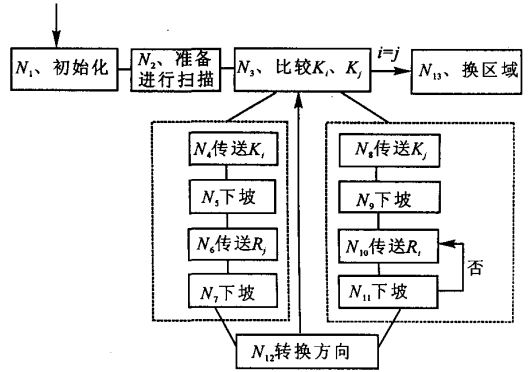 N₁、初始化
N₂、准备
进行扫描
N₃、比较Kᵢ、Kⱼ
i=j
N₁₃、换区域
N₄传送Kᵢ
N₅下坡
N₆传送Rⱼ
N₇下坡
N₈传送Kⱼ
N₉下坡
N₁₀传送Rᵢ
否
N₁₁下坡
N₁₂转换方向